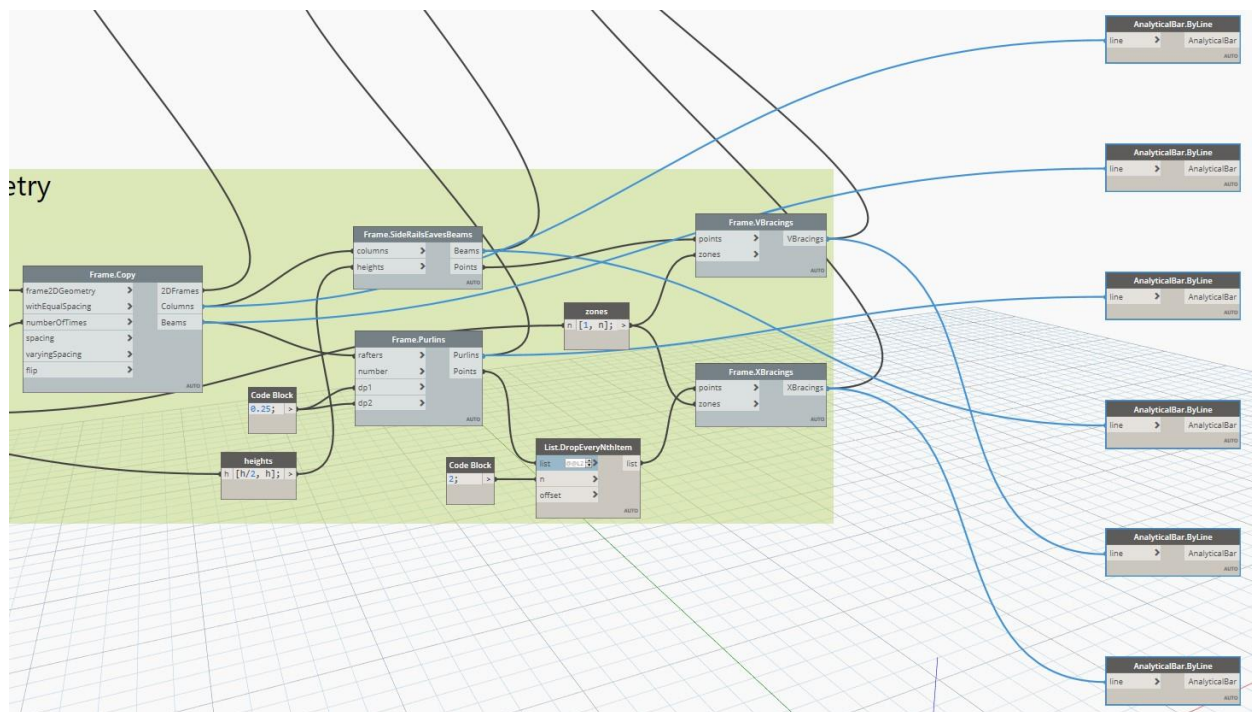 etry
Frame.Copy
frame2DGeometry > 2DFrames
withEqualSpacing > Columns
numberOfTimes > Beams
spacing >
varyingSpacing >
flip >
AUTO
Code Block
0.25; >
heights
h [h/2, h]; >
Frame.SideRailsEavesBeams
columns > Beams
heights > Points
AUTO
Frame.Purlins
rafters > Purlins
number > Points
dp1 >
dp2 >
AUTO
Code Block
2; >
List.DropEveryNthItem
list > list
n >
offset >
AUTO
zones
n [1, n]; >
Frame.VBracings
points > VBracings
zones >
AUTO
Frame.XBracings
points > XBracings
zones >
AUTO
AnalyticalBar.ByLine
line > AnalyticalBar
AUTO
AnalyticalBar.ByLine
line > AnalyticalBar
AUTO
AnalyticalBar.ByLine
line > AnalyticalBar
AUTO
AnalyticalBar.ByLine
line > AnalyticalBar
AUTO
AnalyticalBar.ByLine
line > AnalyticalBar
AUTO
AnalyticalBar.ByLine
line > AnalyticalBar
AUTO